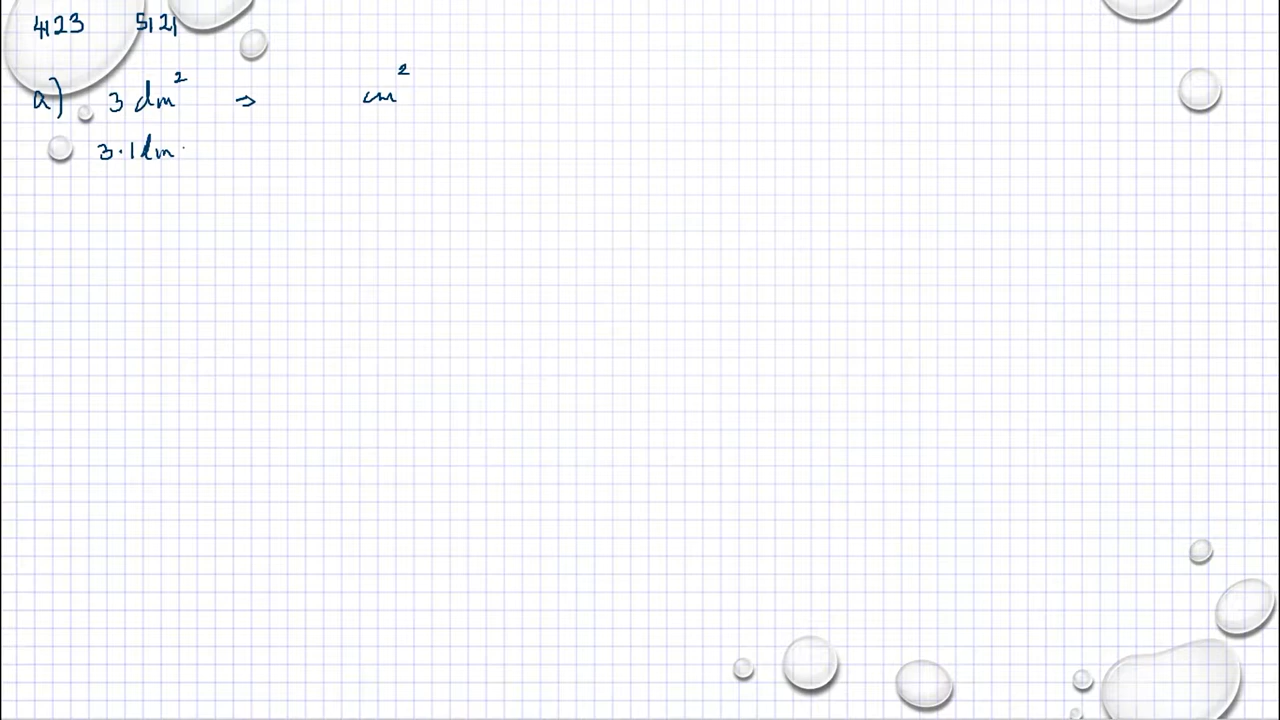 4123 5121
a) 3 dm² → cm²
3·1dm·